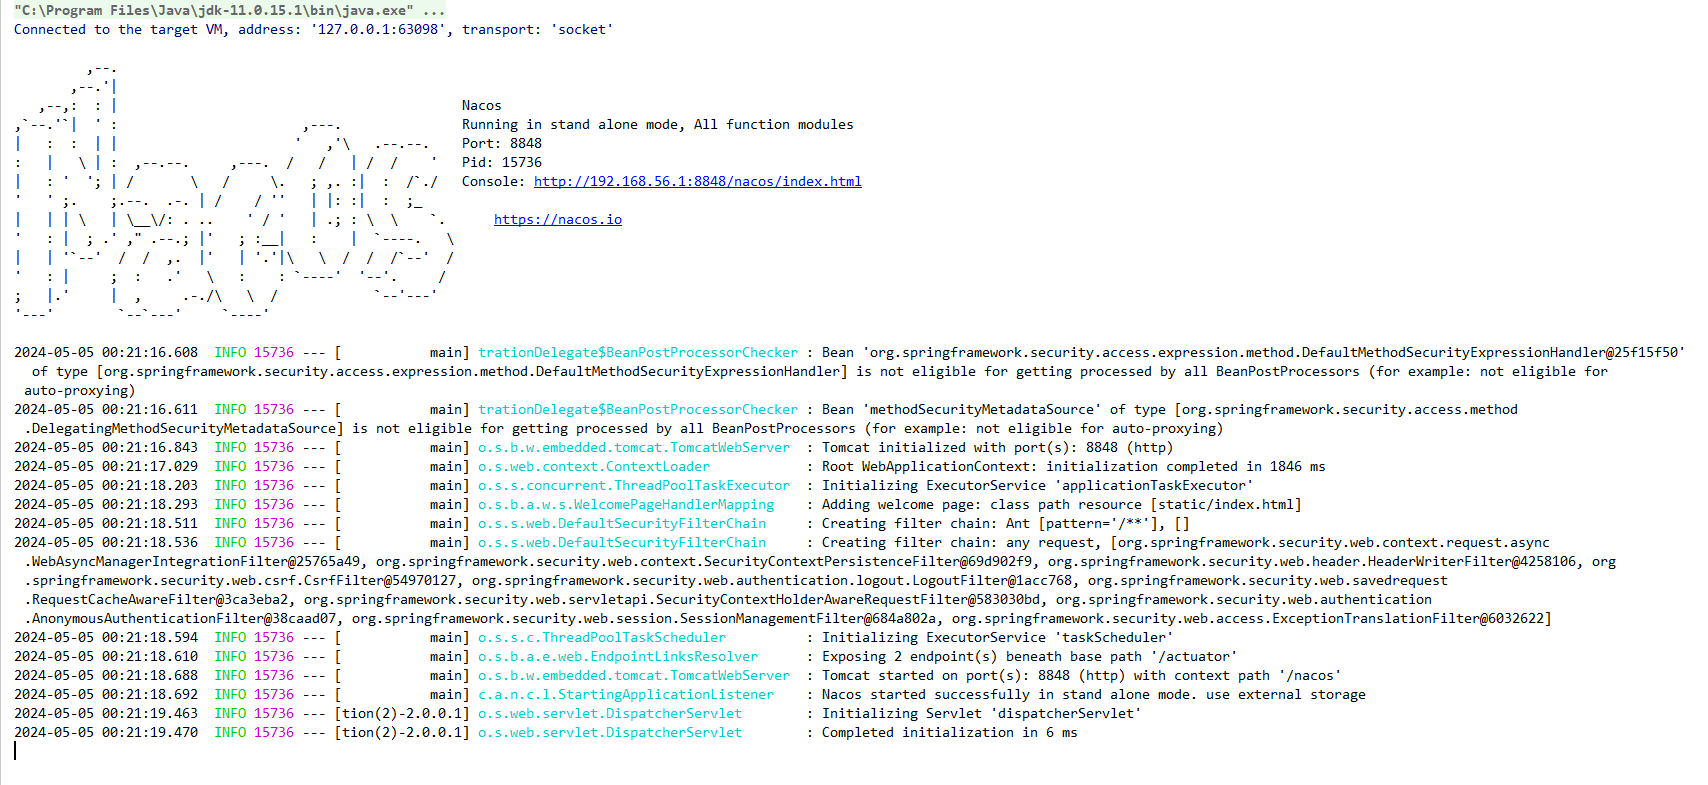 "C:\Program Files\Java\jdk-11.0.15.1\bin\java.exe" ...
Connected to the target VM, address: '127.0.0.1:63098', transport: 'socket'
         ,--.
       ,--.'|
   ,--,:  : |                                           Nacos
,`--.'`|  ' :                       ,---.               Running in stand alone mode, All function modules
|   :  :  | |                      '   ,'\   .--.--.    Port: 8848
:   |   \ | :  ,--.--.     ,---.  /   /   | /  /    '   Pid: 15736
|   : '  '; | /       \   /     \.   ; ,. :|  :  /`./   Console: http://192.168.56.1:8848/nacos/index.html
'   ' ;.    ;.--.  .-. | /    / ''   | |: :|  :  ;_
|   | | \   | \__\/: . ..    ' / '   | .; : \  \    `.      https://nacos.io
'   : |  ; .' ," .--.; |'   ; :__|   :    |  `----.   \
|   | '`--'  /  /  ,.  |'   | '.'|\   \  /  /  /`--'  /
'   : |     ;  :   .'   \   :    : `----'  '--'.     /
;   |.'     |  ,     .-./\   \  /            `--'---'
'---'        `--`---'     `----'
2024-05-05 00:21:16.608  INFO 15736 --- [           main] trationDelegate$BeanPostProcessorChecker : Bean 'org.springframework.security.access.expression.method.DefaultMethodSecurityExpressionHandler@25f15f50'
of type [org.springframework.security.access.expression.method.DefaultMethodSecurityExpressionHandler] is not eligible for getting processed by all BeanPostProcessors (for example: not eligible for
auto-proxying)
2024-05-05 00:21:16.611  INFO 15736 --- [           main] trationDelegate$BeanPostProcessorChecker : Bean 'methodSecurityMetadataSource' of type [org.springframework.security.access.method
.DelegatingMethodSecurityMetadataSource] is not eligible for getting processed by all BeanPostProcessors (for example: not eligible for auto-proxying)
2024-05-05 00:21:16.843  INFO 15736 --- [           main] o.s.b.w.embedded.tomcat.TomcatWebServer  : Tomcat initialized with port(s): 8848 (http)
2024-05-05 00:21:17.029  INFO 15736 --- [           main] o.s.web.context.ContextLoader            : Root WebApplicationContext: initialization completed in 1846 ms
2024-05-05 00:21:18.203  INFO 15736 --- [           main] o.s.s.concurrent.ThreadPoolTaskExecutor  : Initializing ExecutorService 'applicationTaskExecutor'
2024-05-05 00:21:18.293  INFO 15736 --- [           main] o.s.b.a.w.s.WelcomePageHandlerMapping    : Adding welcome page: class path resource [static/index.html]
2024-05-05 00:21:18.511  INFO 15736 --- [           main] o.s.s.web.DefaultSecurityFilterChain     : Creating filter chain: Ant [pattern='/**'], []
2024-05-05 00:21:18.536  INFO 15736 --- [           main] o.s.s.web.DefaultSecurityFilterChain     : Creating filter chain: any request, [org.springframework.security.web.context.request.async
.WebAsyncManagerIntegrationFilter@25765a49, org.springframework.security.web.context.SecurityContextPersistenceFilter@69d902f9, org.springframework.security.web.header.HeaderWriterFilter@4258106, org
.springframework.security.web.csrf.CsrfFilter@54970127, org.springframework.security.web.authentication.logout.LogoutFilter@1acc768, org.springframework.security.web.savedrequest
.RequestCacheAwareFilter@3ca3eba2, org.springframework.security.web.servletapi.SecurityContextHolderAwareRequestFilter@583030bd, org.springframework.security.web.authentication
.AnonymousAuthenticationFilter@38caad07, org.springframework.security.web.session.SessionManagementFilter@684a802a, org.springframework.security.web.access.ExceptionTranslationFilter@6032622]
2024-05-05 00:21:18.594  INFO 15736 --- [           main] o.s.s.c.ThreadPoolTaskScheduler          : Initializing ExecutorService 'taskScheduler'
2024-05-05 00:21:18.610  INFO 15736 --- [           main] o.s.b.a.e.web.EndpointLinksResolver      : Exposing 2 endpoint(s) beneath base path '/actuator'
2024-05-05 00:21:18.688  INFO 15736 --- [           main] o.s.b.w.embedded.tomcat.TomcatWebServer  : Tomcat started on port(s): 8848 (http) with context path '/nacos'
2024-05-05 00:21:18.692  INFO 15736 --- [           main] c.a.n.c.l.StartingApplicationListener    : Nacos started successfully in stand alone mode. use external storage
2024-05-05 00:21:19.463  INFO 15736 --- [tion(2)-2.0.0.1] o.s.web.servlet.DispatcherServlet        : Initializing Servlet 'dispatcherServlet'
2024-05-05 00:21:19.470  INFO 15736 --- [tion(2)-2.0.0.1] o.s.web.servlet.DispatcherServlet        : Completed initialization in 6 ms